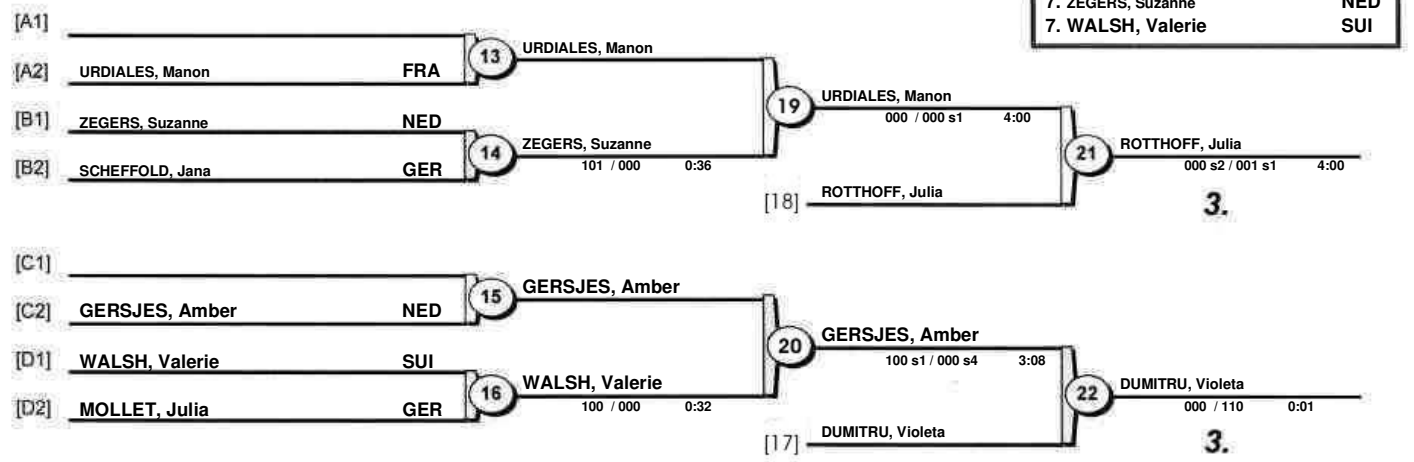 7. ZEGERS, Suzanne NED
7. WALSH, Valerie SUI
[A1]
[A2] URDIALES, Manon FRA
13 URDIALES, Manon
[B1] ZEGERS, Suzanne NED
[B2] SCHEFFOLD, Jana GER
14 ZEGERS, Suzanne
101 / 000 0:36
19 URDIALES, Manon
000 / 000 s1 4:00
[18] ROTTHOFF, Julia
21 ROTTHOFF, Julia
000 s2 / 001 s1 4:00
3.
[C1]
[C2] GERSJES, Amber NED
15 GERSJES, Amber
[D1] WALSH, Valerie SUI
[D2] MOLLET, Julia GER
16 WALSH, Valerie
100 / 000 0:32
20 GERSJES, Amber
100 s1 / 000 s4 3:08
[17] DUMITRU, Violeta
22 DUMITRU, Violeta
000 / 110 0:01
3.